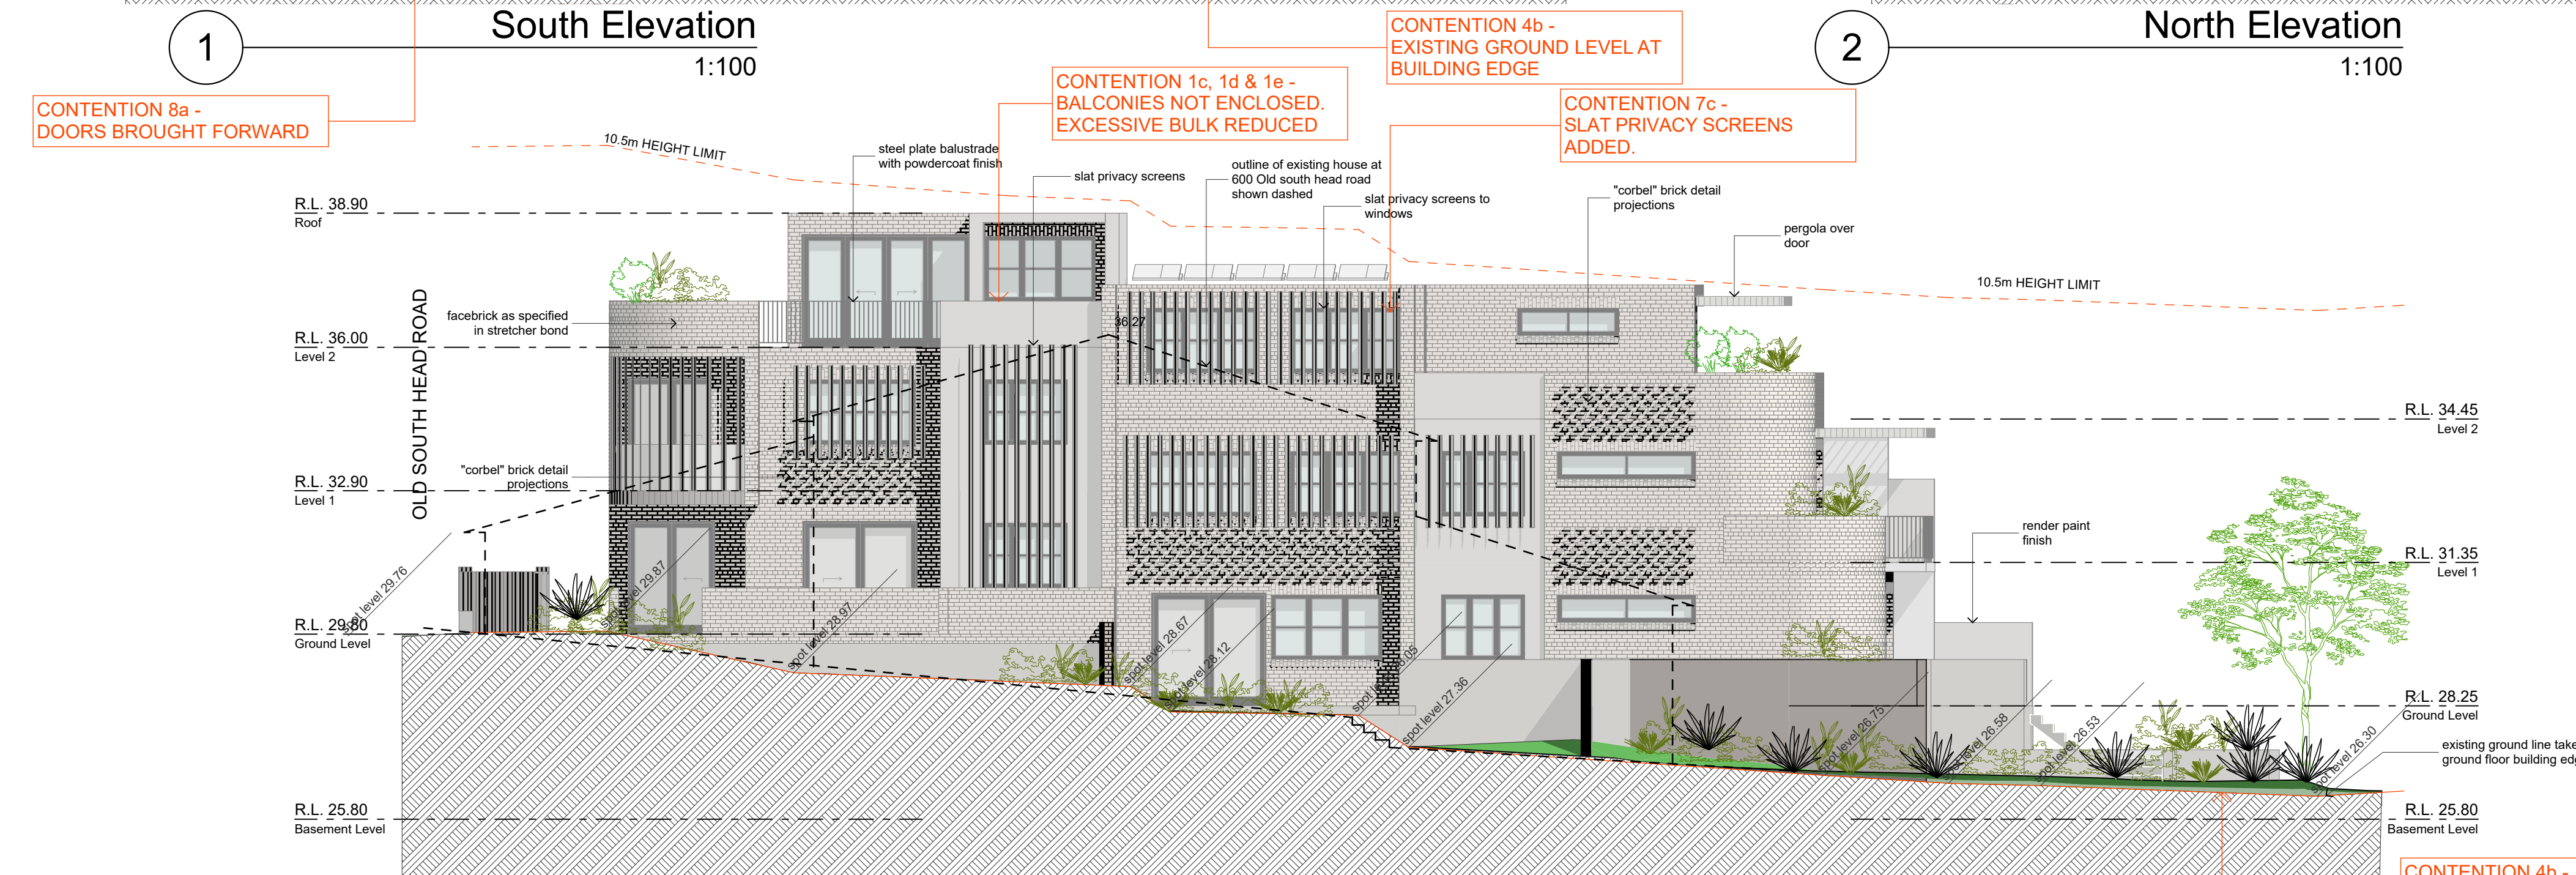 1
South Elevation
1:100
2
North Elevation
1:100
CONTENTION 4b -
EXISTING GROUND LEVEL AT
BUILDING EDGE
CONTENTION 1c, 1d & 1e -
BALCONIES NOT ENCLOSED.
EXCESSIVE BULK REDUCED
CONTENTION 8a -
DOORS BROUGHT FORWARD
CONTENTION 7c -
SLAT PRIVACY SCREENS
ADDED.
10.5m HEIGHT LIMIT
steel plate balustrade
with powdercoat finish
slat privacy screens
outline of existing house at
600 Old south head road
shown dashed
slat privacy screens to
windows
"corbel" brick detail
projections
pergola over
door
10.5m HEIGHT LIMIT
R.L. 38.90
Roof
facebrick as specified
in stretcher bond
36.27
R.L. 36.00
Level 2
OLD SOUTH HEAD ROAD
R.L. 34.45
Level 2
"corbel" brick detail
projections
R.L. 32.90
Level 1
render paint
finish
R.L. 31.35
Level 1
spot level 29.76
spot level 29.87
spot level 28.97
spot level 28.67
spot level 28.12
spot level 27.36
spot level 26.75
spot level 26.58
spot level 26.53
spot level 26.30
R.L. 29.80
Ground Level
R.L. 28.25
Ground Level
existing ground line take
ground floor building edg
R.L. 25.80
Basement Level
R.L. 25.80
Basement Level
CONTENTION 4b -